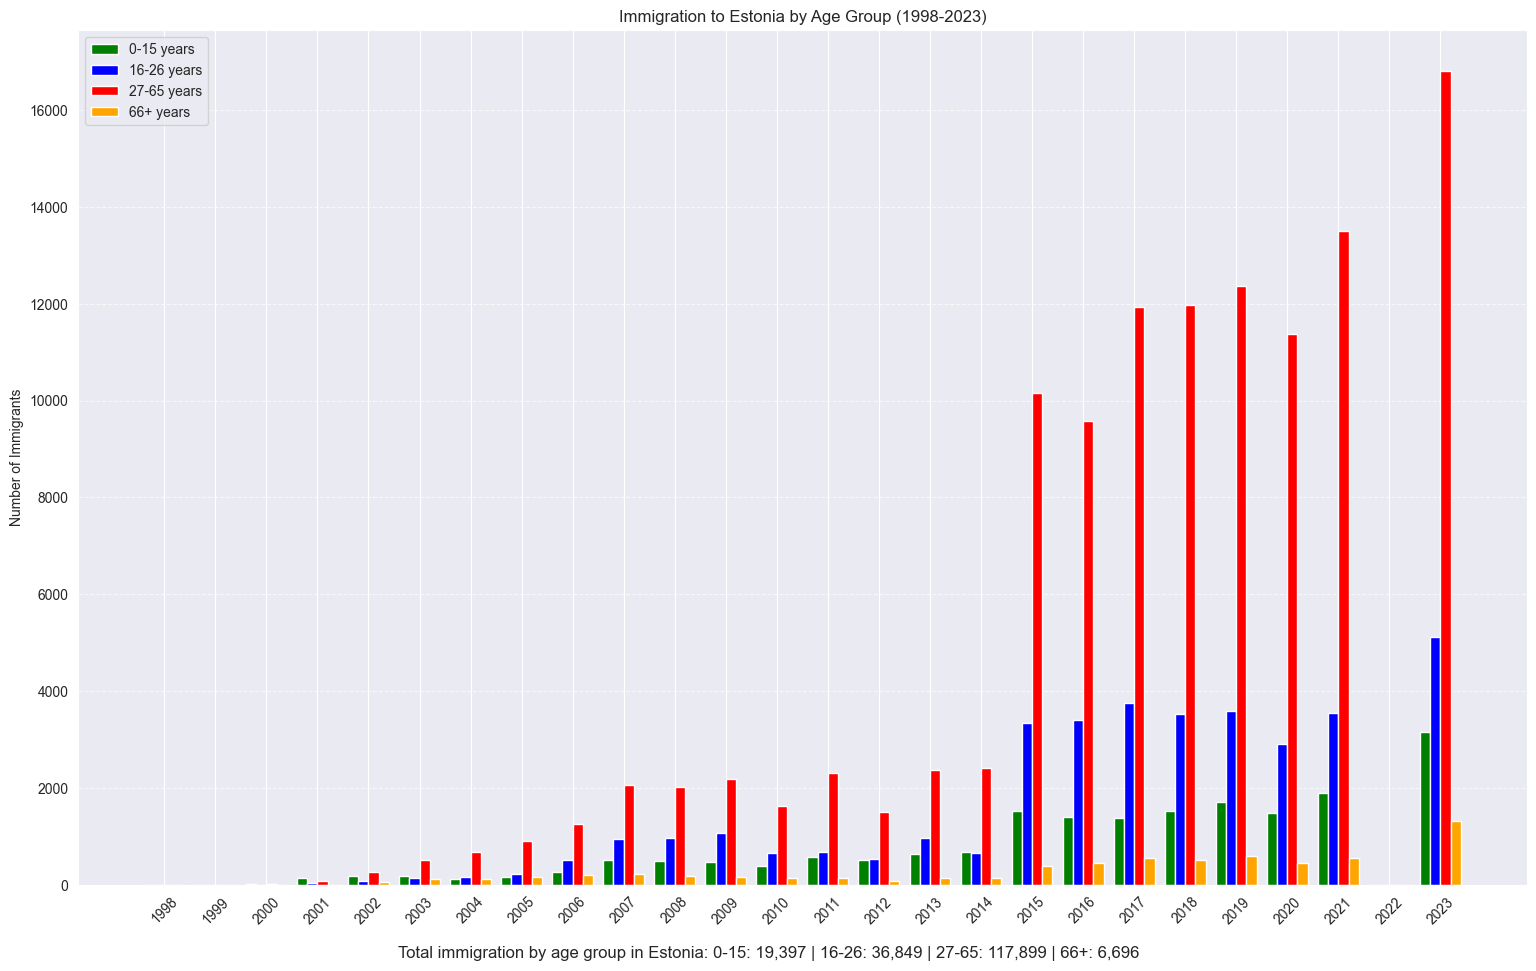 Immigration to Estonia by Age Group (1998-2023)
0-15 years
16-26 years
27-65 years
66+ years
Number of Immigrants
16000
14000
12000
10000
8000
6000
4000
2000
0
1998 1999 2000 2001 2002 2003 2004 2005 2006 2007 2008 2009 2010 2011 2012 2013 2014 2015 2016 2017 2018 2019 2020 2021 2022 2023
Total immigration by age group in Estonia: 0-15: 19,397 | 16-26: 36,849 | 27-65: 117,899 | 66+: 6,696